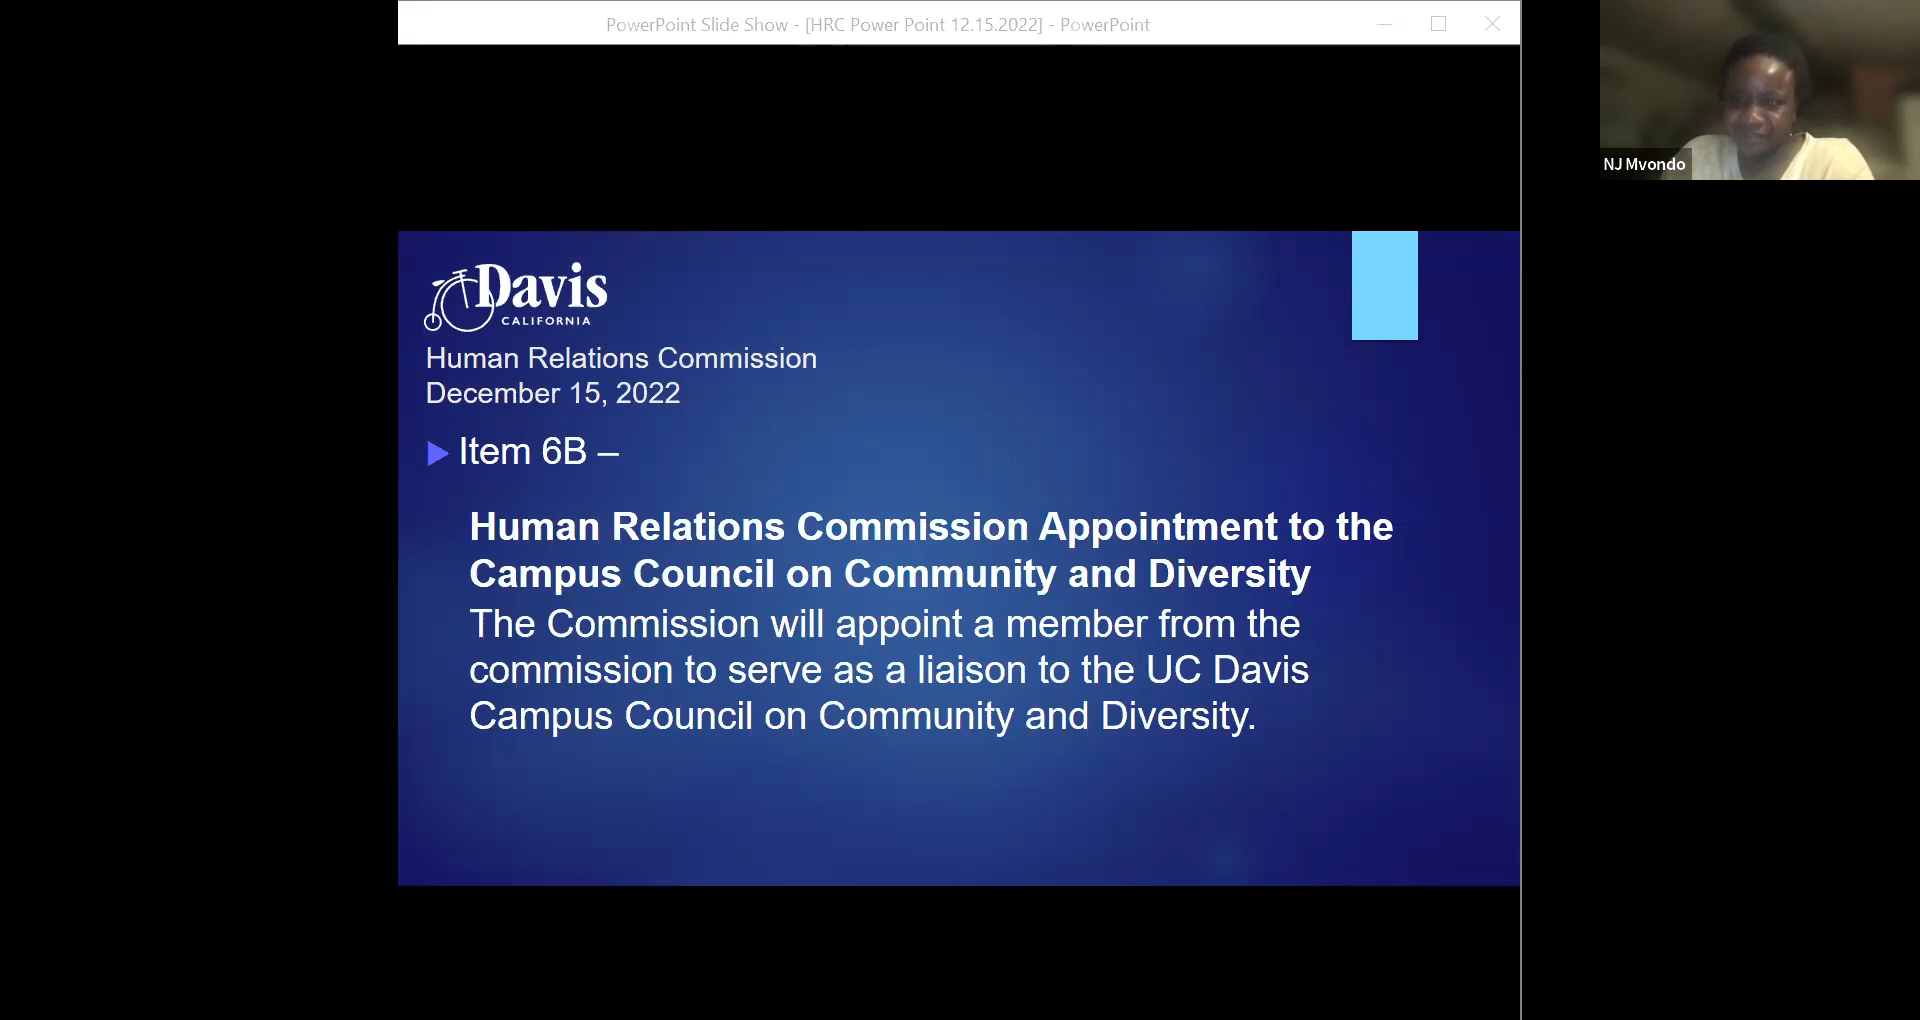 PowerPoint Slide Show - [HRC Power Point 12.15.2022] - PowerPoint
NJ Mvondo
Davis
CALIFORNIA
Human Relations Commission
December 15, 2022
Item 6B –
Human Relations Commission Appointment to the
Campus Council on Community and Diversity
The Commission will appoint a member from the
commission to serve as a liaison to the UC Davis
Campus Council on Community and Diversity.